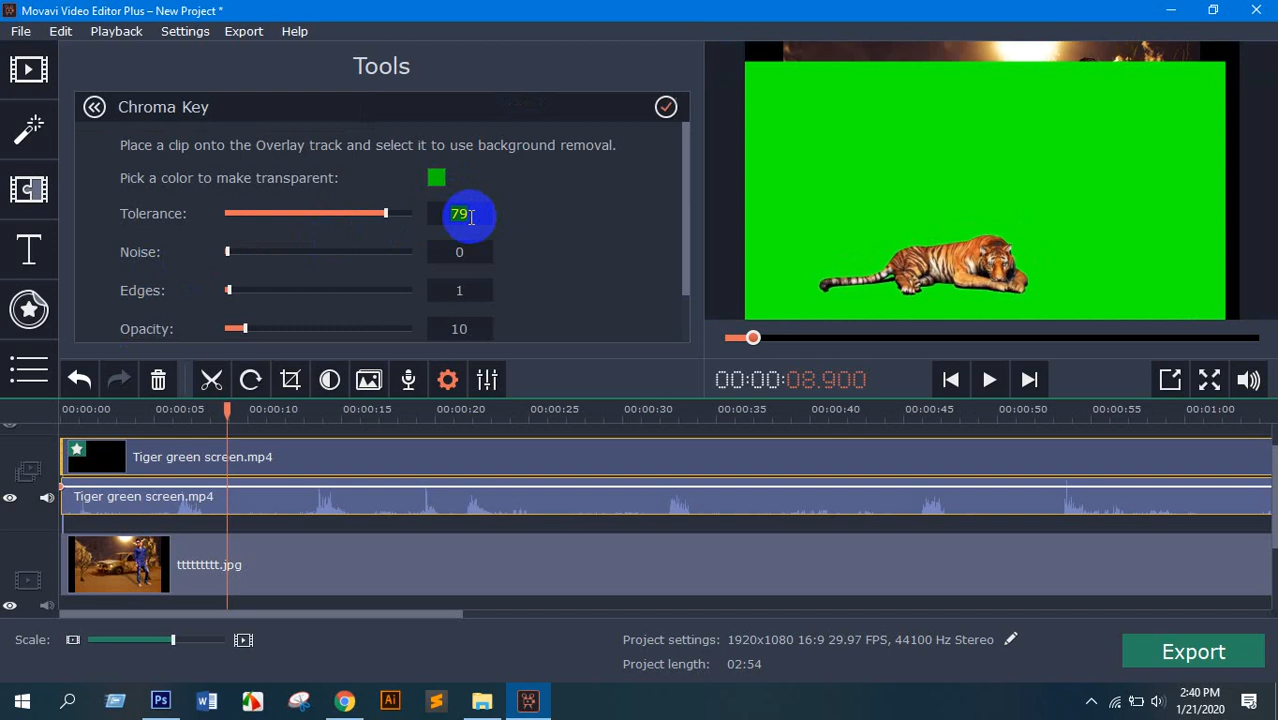 Movavi Video Editor Plus – New Project *
File Edit Playback Settings Export Help
Tools
Chroma Key
Place a clip onto the Overlay track and select it to use background removal.
Pick a color to make transparent:
Tolerance: 79
Noise: 0
Edges: 1
Opacity: 10
00:00:08.900
00:00:00 00:00:05 00:00:10 00:00:15 00:00:20 00:00:25 00:00:30 00:00:35 00:00:40 00:00:45 00:00:50 00:00:55 00:01:00
Tiger green screen.mp4
Tiger green screen.mp4
ttttttttt.jpg
Scale:
Project settings: 1920x1080 16:9 29.97 FPS, 44100 Hz Stereo
Project length: 02:54
Export
Ps
W
Ai
2:40 PM
1/21/2020